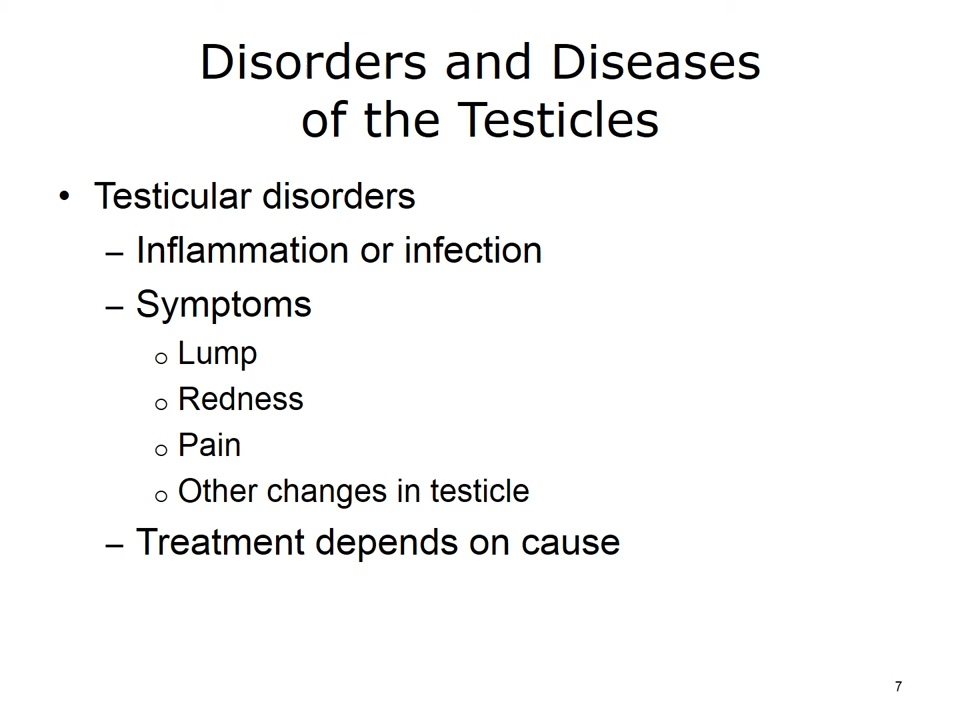 Disorders and Diseases
of the Testicles
• Testicular disorders
– Inflammation or infection
– Symptoms
o Lump
o Redness
o Pain
o Other changes in testicle
– Treatment depends on cause
7